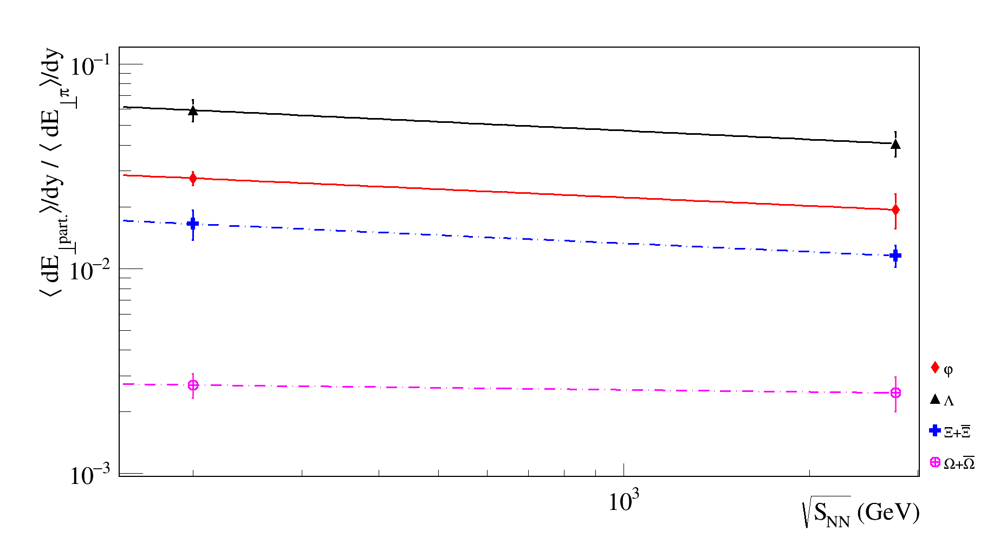 ⟨ dE⊥part. ⟩/dy / ⟨ dE⊥π ⟩/dy
10⁻¹
10⁻²
10⁻³
10³
√S_NN (GeV)
φ
Λ
Ξ+Ξ̅
Ω+Ω̅